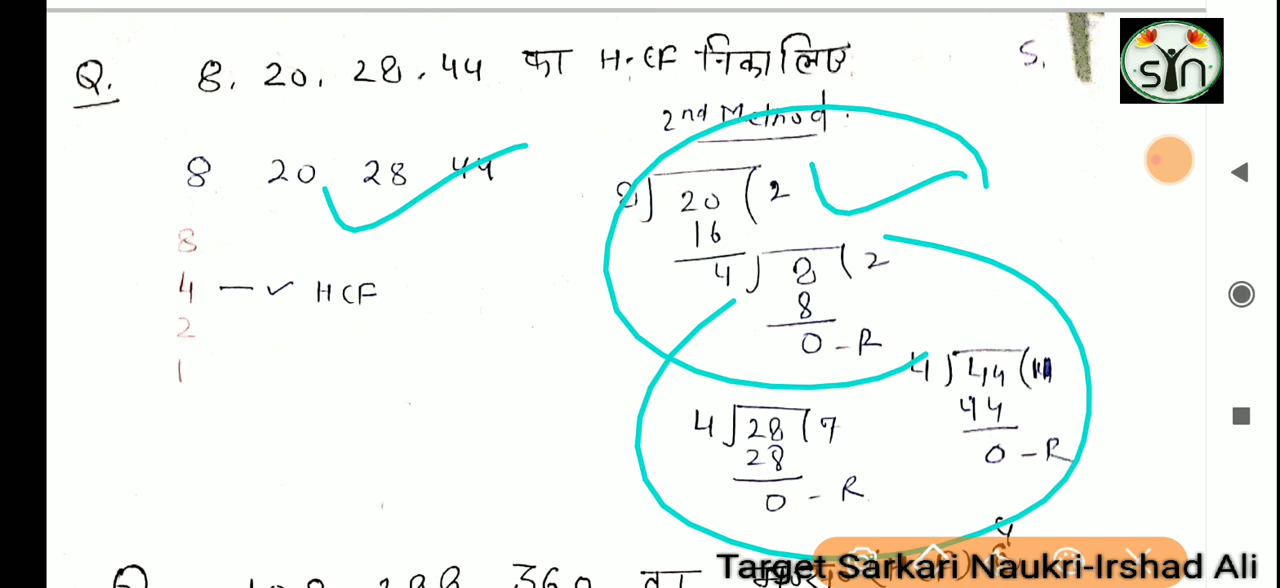 Q. 8, 20, 28, 44 का H.CF निकालिए
S.
SYN
2nd Method.
8 20 28 44
8
4 — ✓ HCF
2
1
8) 20 (2
16
4) 8 (2
8
0 - R
4) 28 (7
28
0 - R
4) 44 (11
44
0 - R
Target Sarkari Naukri-Irshad Ali